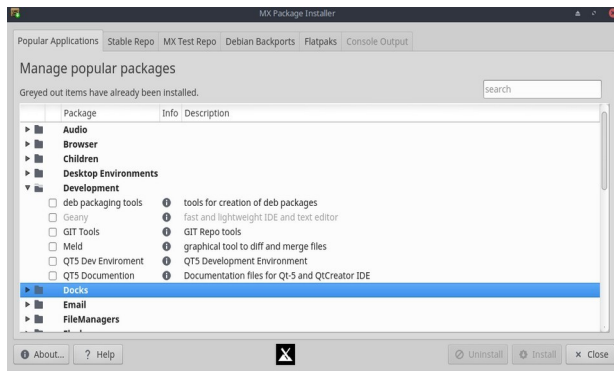 MX Package Installer
Popular Applications Stable Repo MX Test Repo Debian Backports Flatpaks Console Output
Manage popular packages
Greyed out items have already been installed.
search
Package Info Description
Audio
Browser
Children
Desktop Environments
Development
deb packaging tools tools for creation of deb packages
Geany fast and lightweight IDE and text editor
GIT Tools GIT Repo tools
Meld graphical tool to diff and merge files
QT5 Dev Enviroment QT5 Development Environment
QT5 Documention Documentation files for Qt-5 and QtCreator IDE
Docks
Email
FileManagers
About... ? Help Uninstall Install Close